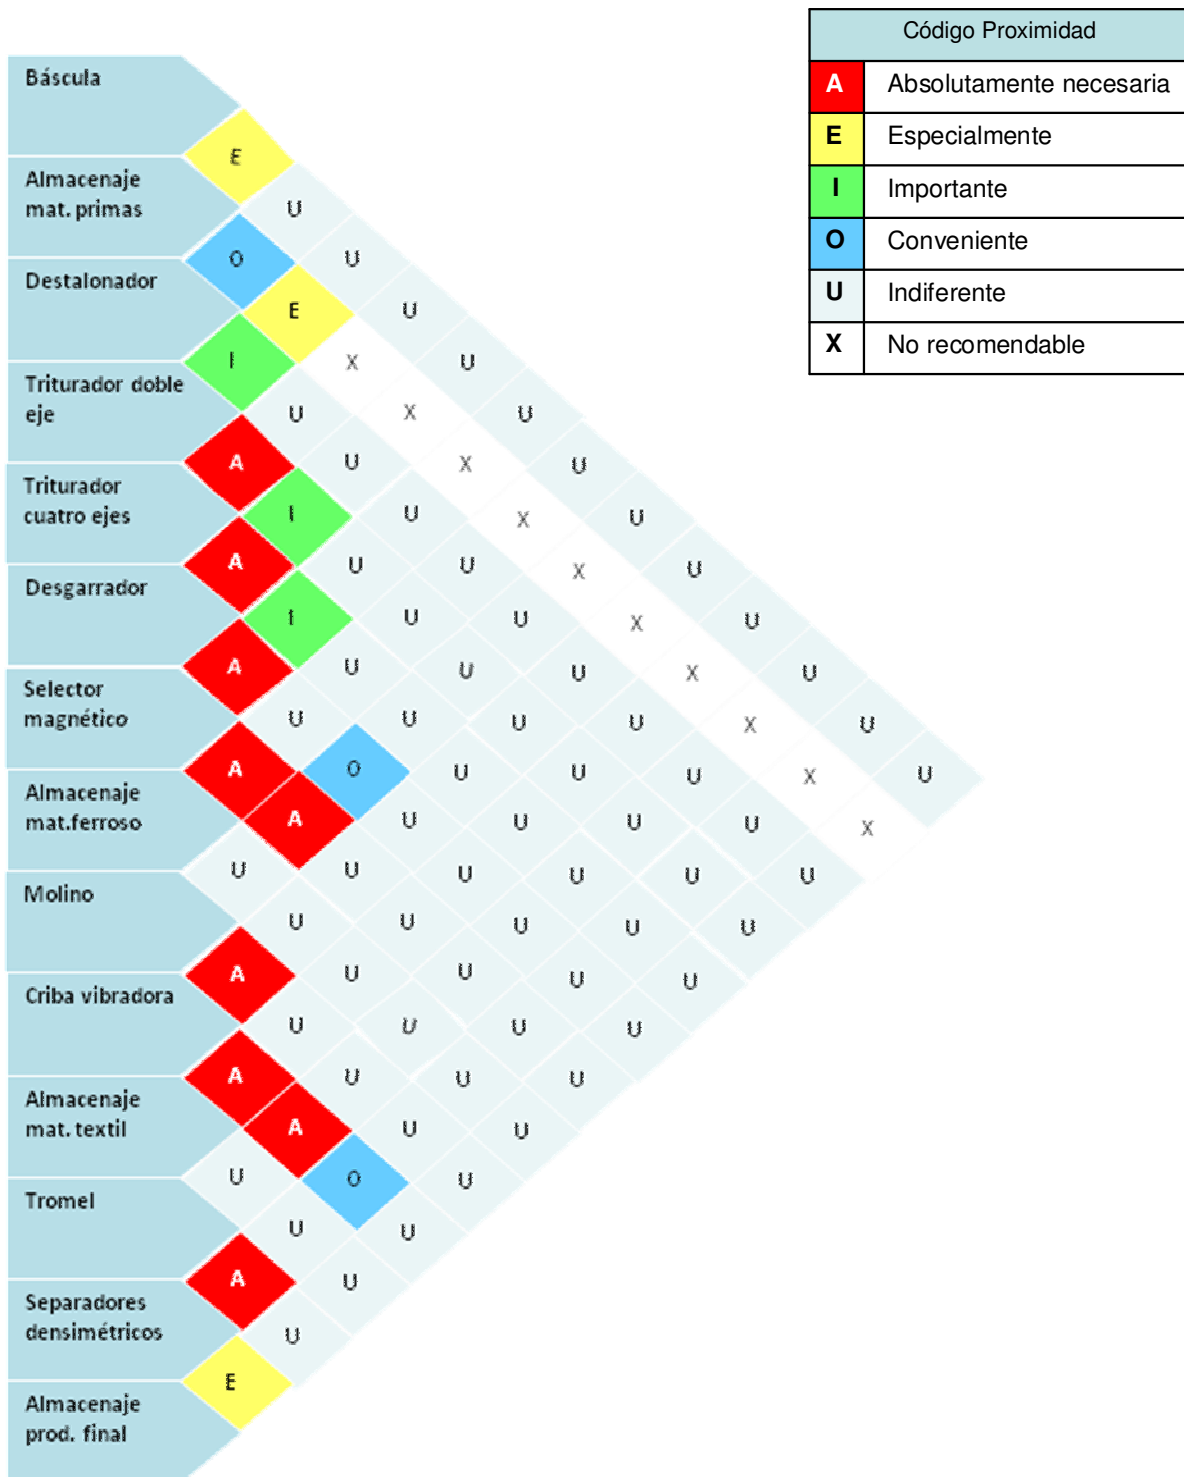 Código Proximidad
A Absolutamente necesaria
E Especialmente
I Importante
O Conveniente
U Indiferente
X No recomendable
Báscula
E
Almacenaje
mat. primas
U
O U
Destalonador
E U
I X U
Triturador doble
eje
U X U
A U X U
Triturador
cuatro ejes
I U X U
A U U X U
Desgarrador
I U U X U
A U U U X U
Selector
magnético
U U U U X U
A O U U U X U
Almacenaje
mat.ferroso
A U U U U X
U U U U U U
Molino
U U U U U
A U U U U
Criba vibradora
U U U U
A U U U
Almacenaje
mat. textil
A U U
U O U
Tromel
U U
A U
Separadores
densimétricos
U
E
Almacenaje
prod. final